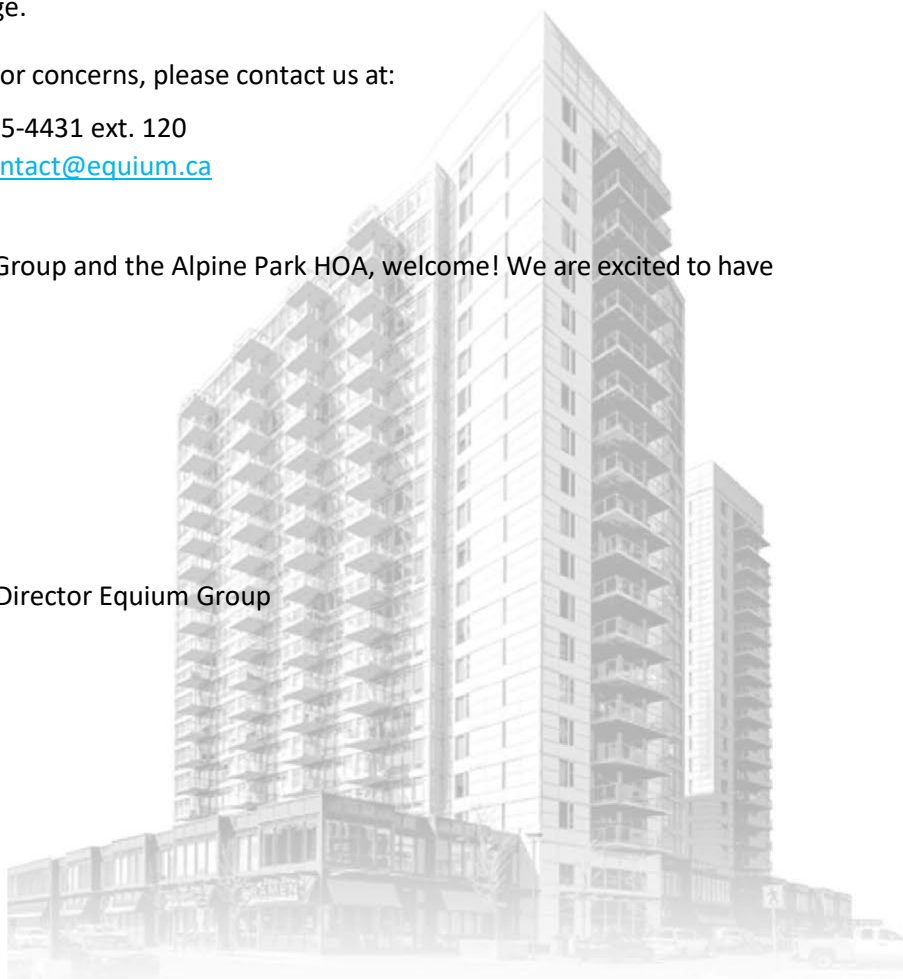 ge.
or concerns, please contact us at:
5-4431 ext. 120
ntact@equium.ca
Group and the Alpine Park HOA, welcome! We are excited to have
Director Equium Group